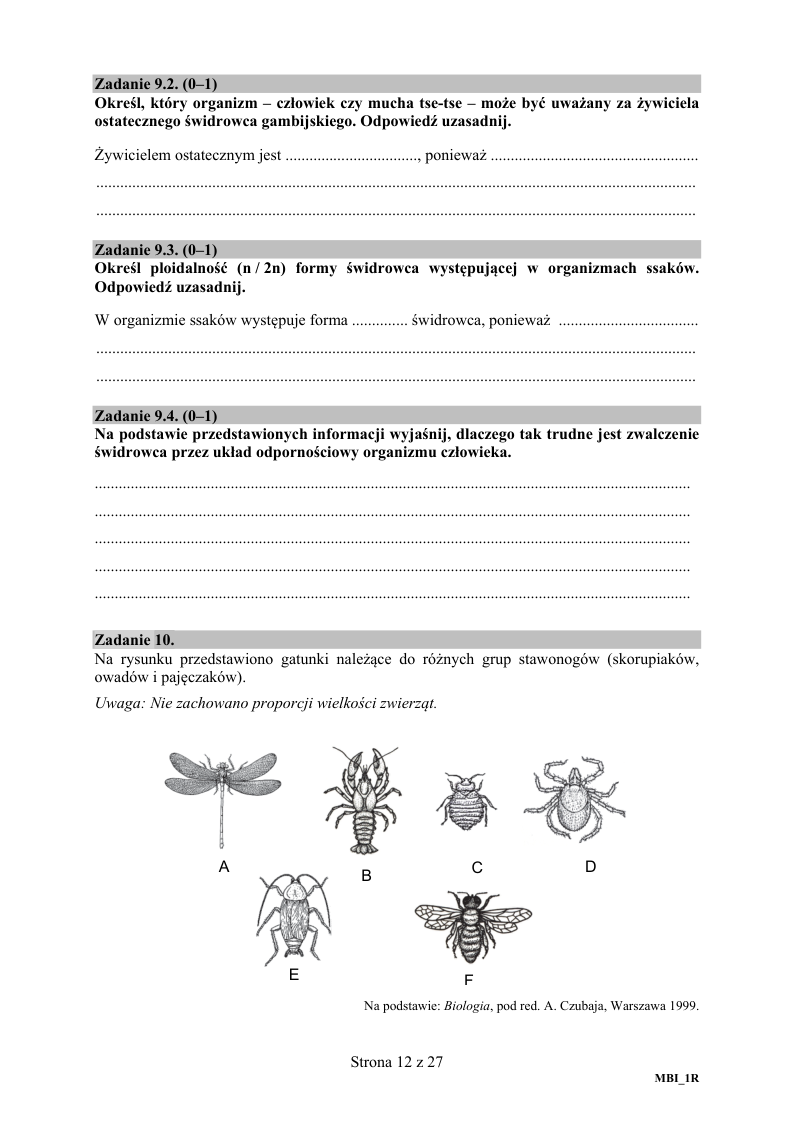 Zadanie 9.2. (0–1)
Określ, który organizm – człowiek czy mucha tse-tse – może być uważany za żywiciela
ostatecznego świdrowca gambijskiego. Odpowiedź uzasadnij.
Żywicielem ostatecznym jest ................................., ponieważ ....................................................
......................................................................................................................................................
......................................................................................................................................................
Zadanie 9.3. (0–1)
Określ ploidalność (n / 2n) formy świdrowca występującej w organizmach ssaków.
Odpowiedź uzasadnij.
W organizmie ssaków występuje forma .............. świdrowca, ponieważ ...................................
......................................................................................................................................................
......................................................................................................................................................
Zadanie 9.4. (0–1)
Na podstawie przedstawionych informacji wyjaśnij, dlaczego tak trudne jest zwalczenie
świdrowca przez układ odpornościowy organizmu człowieka.
.....................................................................................................................................................
.....................................................................................................................................................
.....................................................................................................................................................
.....................................................................................................................................................
.....................................................................................................................................................
Zadanie 10.
Na rysunku przedstawiono gatunki należące do różnych grup stawonogów (skorupiaków,
owadów i pajęczaków).
Uwaga: Nie zachowano proporcji wielkości zwierząt.
A
B
C
D
E
F
Na podstawie: Biologia, pod red. A. Czubaja, Warszawa 1999.
Strona 12 z 27
MBI_1R